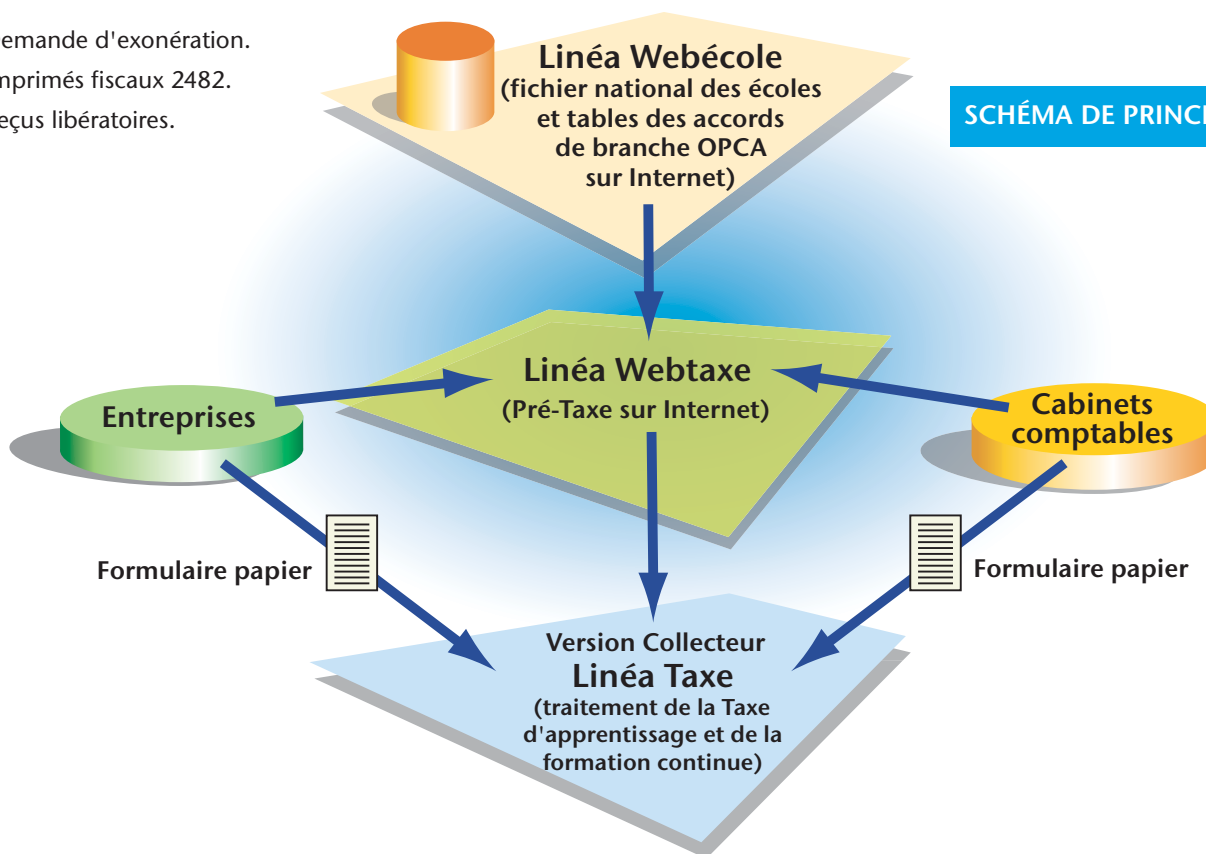 emande d'exonération.
mprimés fiscaux 2482.
eçus libératoires.
Linéa Webécole
(fichier national des écoles
et tables des accords
de branche OPCA
sur Internet)
SCHÉMA DE PRINCI
Linéa Webtaxe
(Pré-Taxe sur Internet)
Entreprises
Cabinets
comptables
Formulaire papier
Formulaire papier
Version Collecteur
Linéa Taxe
(traitement de la Taxe
d'apprentissage et de la
formation continue)